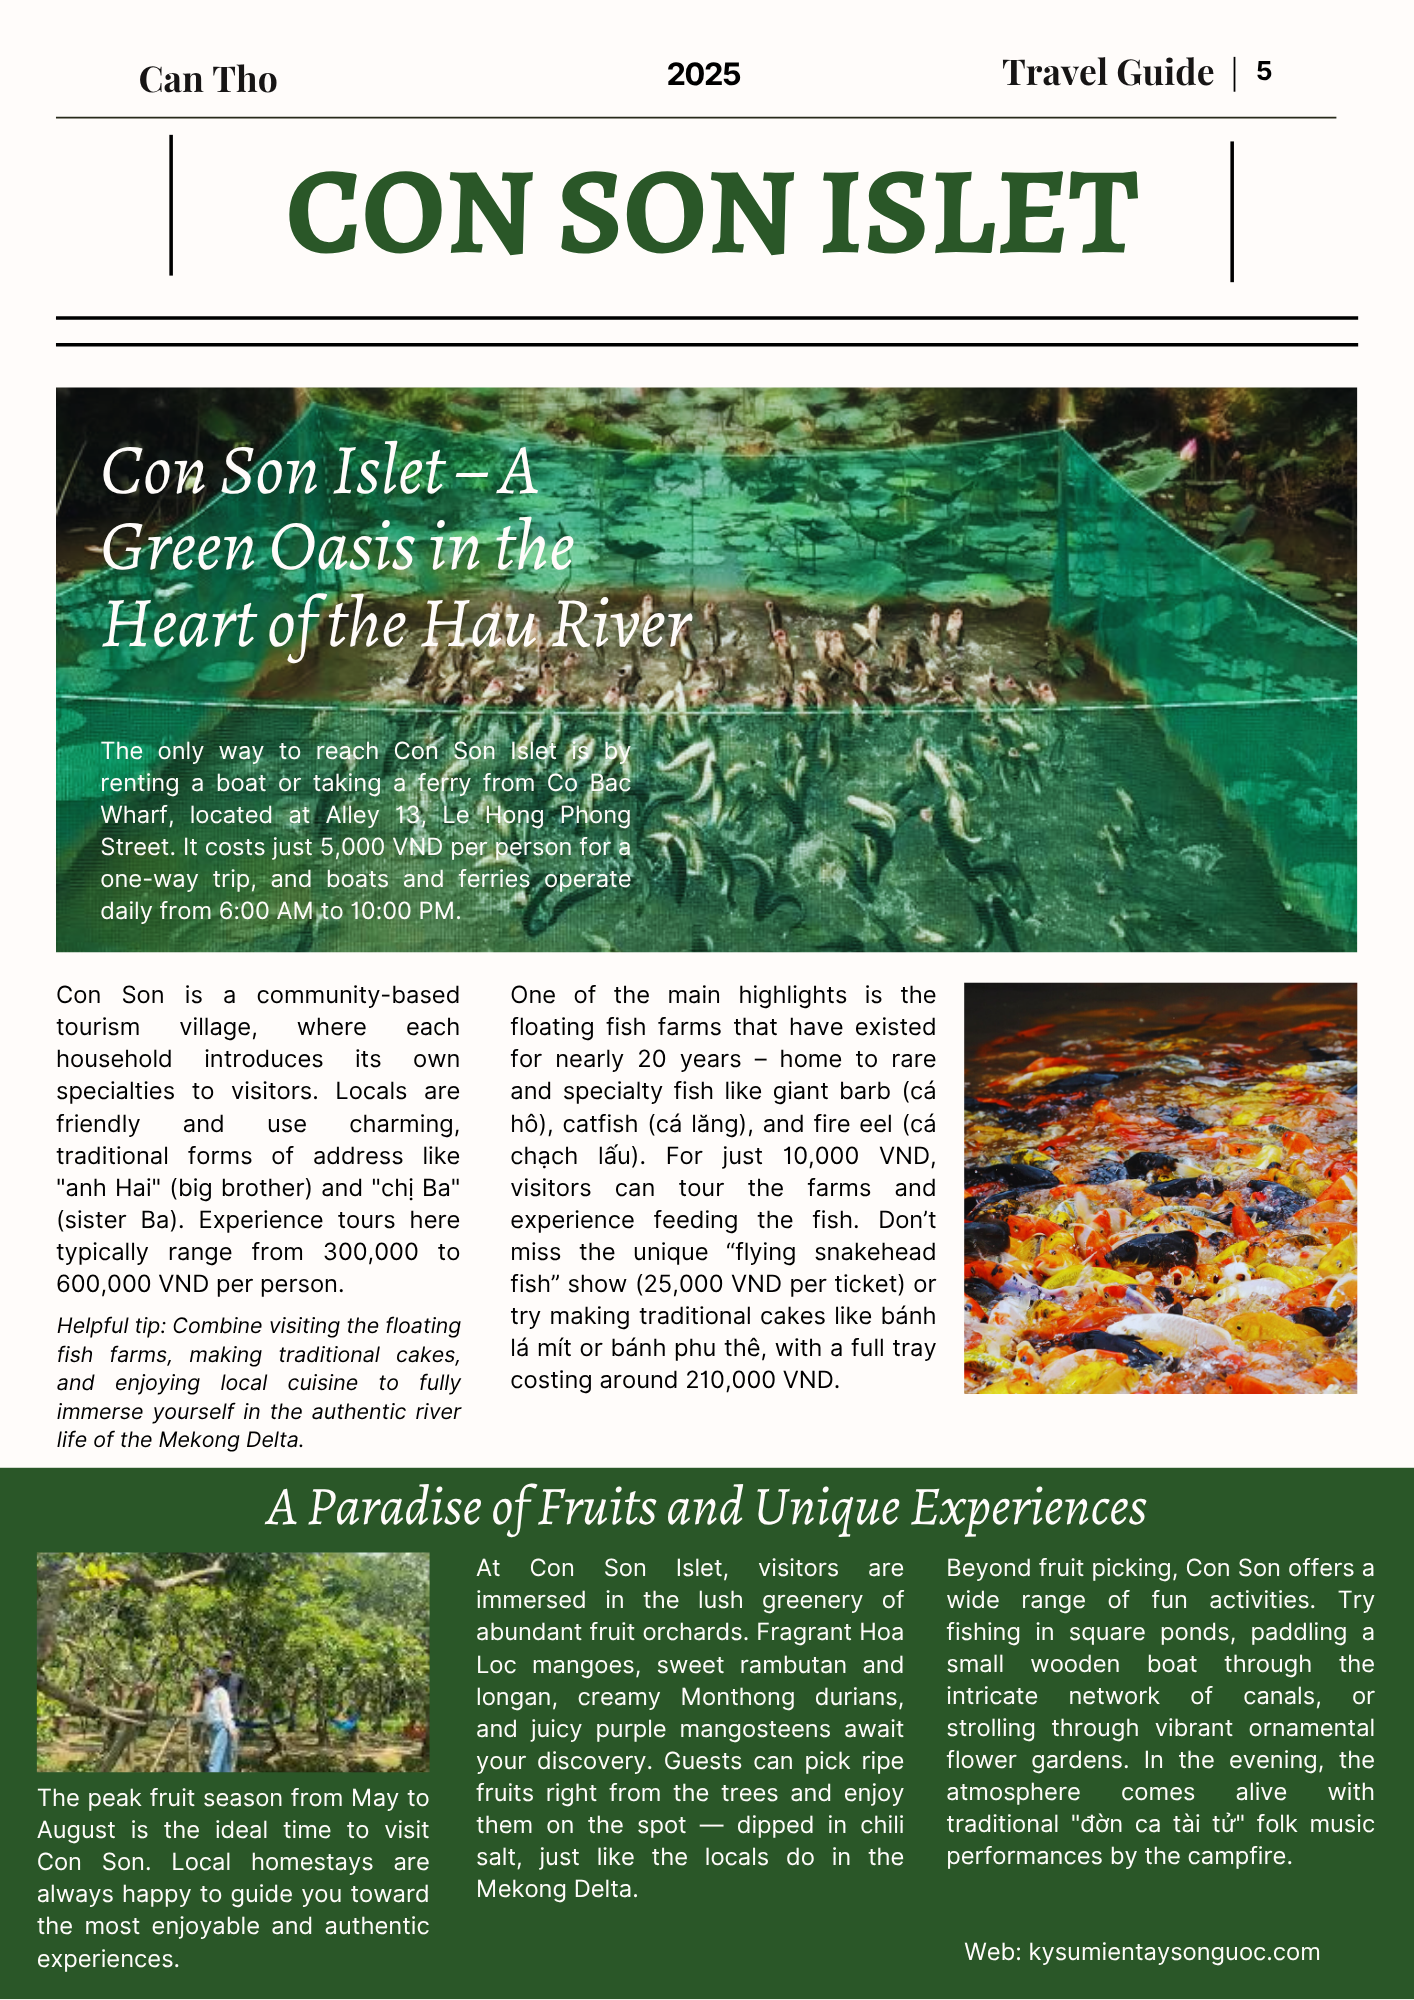 Can Tho
2025
Travel Guide | 5
CON SON ISLET
Con Son Islet – A
Green Oasis in the
Heart of the Hau River
The only way to reach Con Son Islet is by
renting a boat or taking a ferry from Co Bac
Wharf, located at Alley 13, Le Hong Phong
Street. It costs just 5,000 VND per person for a
one-way trip, and boats and ferries operate
daily from 6:00 AM to 10:00 PM.
Con Son is a community-based
tourism village, where each
household introduces its own
specialties to visitors. Locals are
friendly and use charming,
traditional forms of address like
"anh Hai" (big brother) and "chị Ba"
(sister Ba). Experience tours here
typically range from 300,000 to
600,000 VND per person.
Helpful tip: Combine visiting the floating
fish farms, making traditional cakes,
and enjoying local cuisine to fully
immerse yourself in the authentic river
life of the Mekong Delta.
One of the main highlights is the
floating fish farms that have existed
for nearly 20 years – home to rare
and specialty fish like giant barb (cá
hô), catfish (cá lăng), and fire eel (cá
chạch lấu). For just 10,000 VND,
visitors can tour the farms and
experience feeding the fish. Don’t
miss the unique “flying snakehead
fish” show (25,000 VND per ticket) or
try making traditional cakes like bánh
lá mít or bánh phu thê, with a full tray
costing around 210,000 VND.
A Paradise of Fruits and Unique Experiences
The peak fruit season from May to
August is the ideal time to visit
Con Son. Local homestays are
always happy to guide you toward
the most enjoyable and authentic
experiences.
At Con Son Islet, visitors are
immersed in the lush greenery of
abundant fruit orchards. Fragrant Hoa
Loc mangoes, sweet rambutan and
longan, creamy Monthong durians,
and juicy purple mangosteens await
your discovery. Guests can pick ripe
fruits right from the trees and enjoy
them on the spot — dipped in chili
salt, just like the locals do in the
Mekong Delta.
Beyond fruit picking, Con Son offers a
wide range of fun activities. Try
fishing in square ponds, paddling a
small wooden boat through the
intricate network of canals, or
strolling through vibrant ornamental
flower gardens. In the evening, the
atmosphere comes alive with
traditional "đờn ca tài tử" folk music
performances by the campfire.
Web: kysumientaysonguoc.com